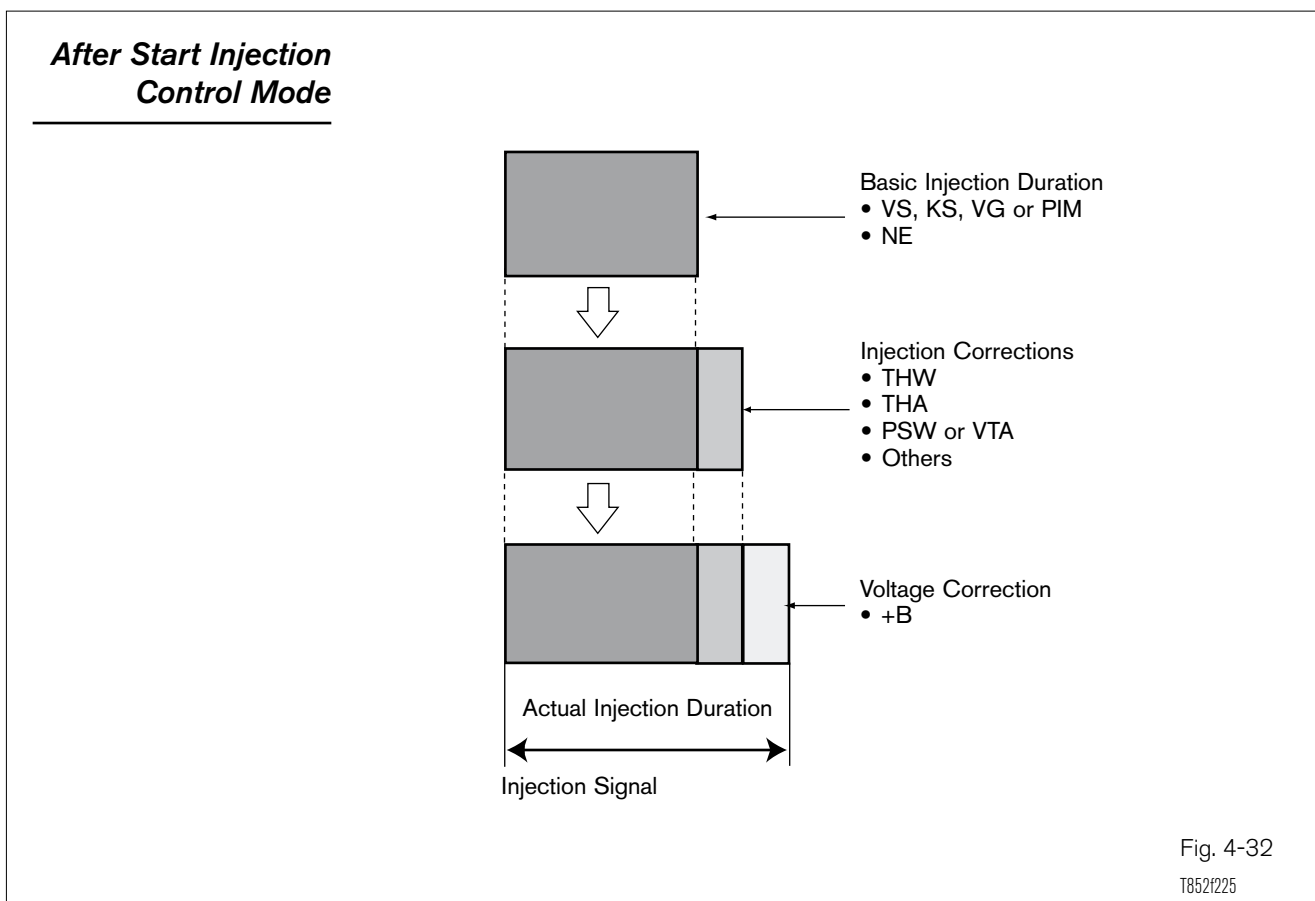 After Start Injection
Control Mode
Basic Injection Duration
• VS, KS, VG or PIM
• NE
Injection Corrections
• THW
• THA
• PSW or VTA
• Others
Voltage Correction
• +B
Actual Injection Duration
Injection Signal
Fig. 4-32
T852f225